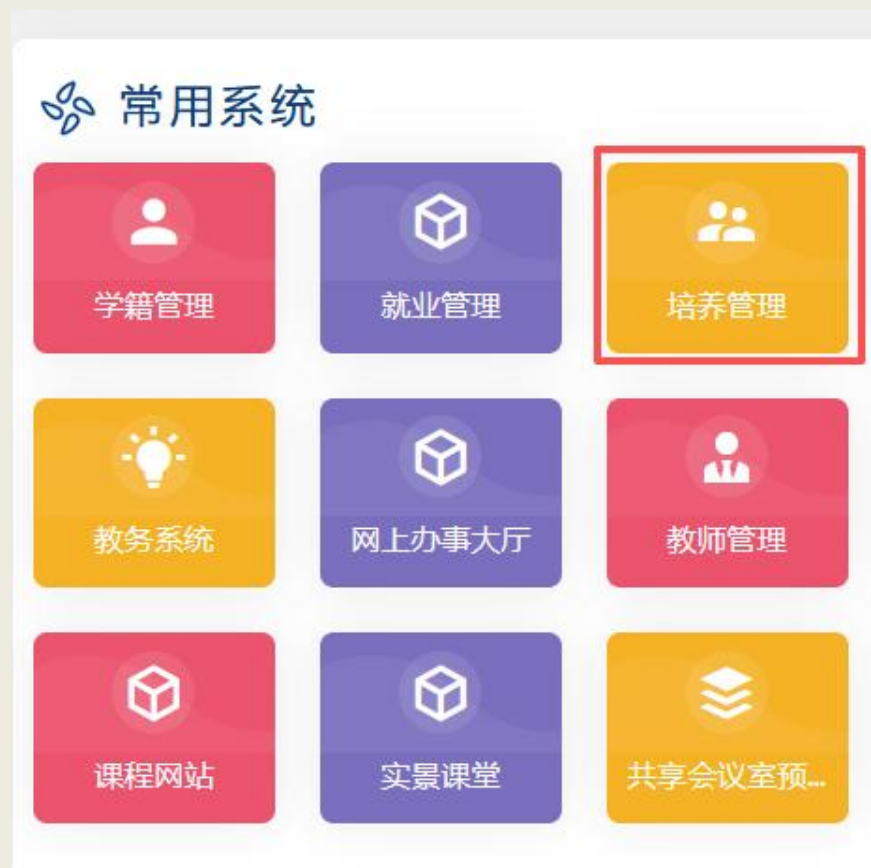 常用系统
学籍管理
就业管理
培养管理
教务系统
网上办事大厅
教师管理
课程网站
实景课堂
共享会议室预...